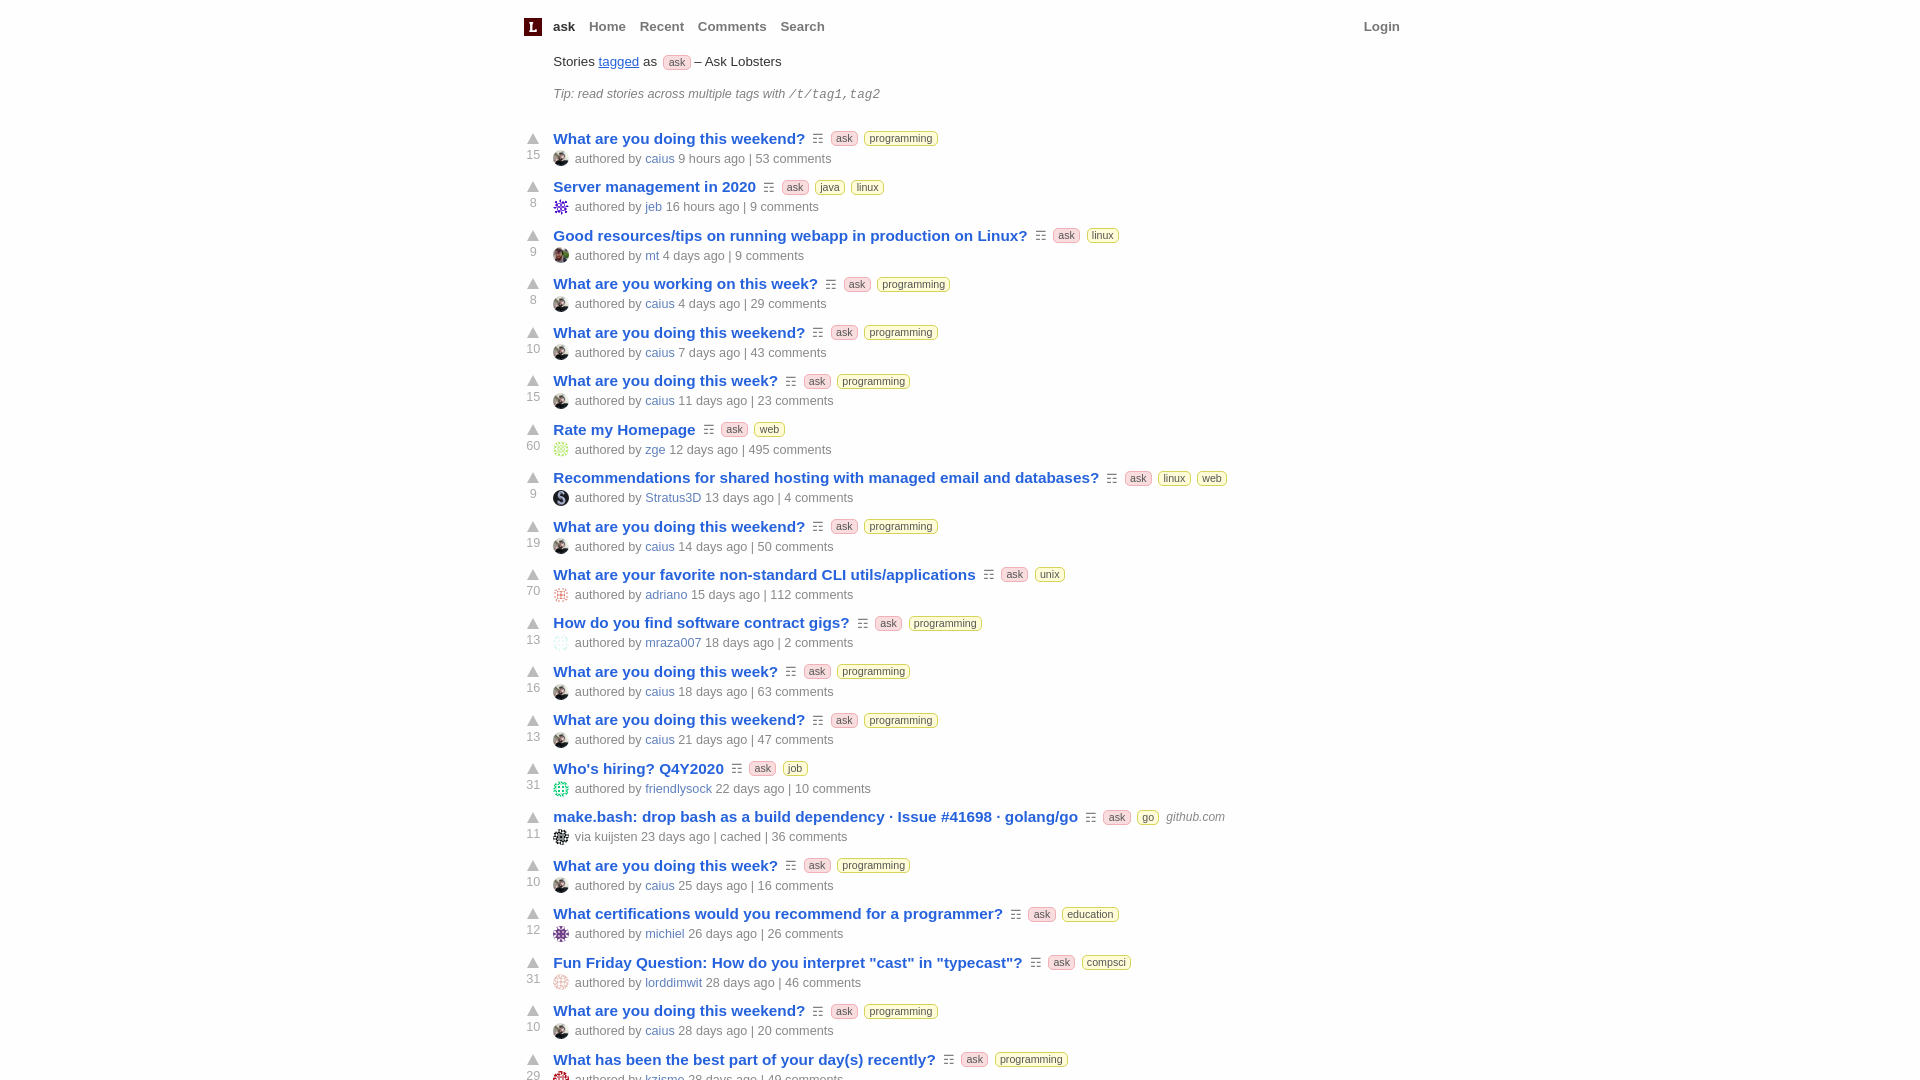 L ask Home Recent Comments Search Login
Stories tagged as ask – Ask Lobsters
Tip: read stories across multiple tags with /t/tag1,tag2
What are you doing this weekend? ☶ ask programming
15 authored by caius 9 hours ago | 53 comments
Server management in 2020 ☶ ask java linux
8 authored by jeb 16 hours ago | 9 comments
Good resources/tips on running webapp in production on Linux? ☶ ask linux
9 authored by mt 4 days ago | 9 comments
What are you working on this week? ☶ ask programming
8 authored by caius 4 days ago | 29 comments
What are you doing this weekend? ☶ ask programming
10 authored by caius 7 days ago | 43 comments
What are you doing this week? ☶ ask programming
15 authored by caius 11 days ago | 23 comments
Rate my Homepage ☶ ask web
60 authored by zge 12 days ago | 495 comments
Recommendations for shared hosting with managed email and databases? ☶ ask linux web
9 authored by Stratus3D 13 days ago | 4 comments
What are you doing this weekend? ☶ ask programming
19 authored by caius 14 days ago | 50 comments
What are your favorite non-standard CLI utils/applications ☶ ask unix
70 authored by adriano 15 days ago | 112 comments
How do you find software contract gigs? ☶ ask programming
13 authored by mraza007 18 days ago | 2 comments
What are you doing this week? ☶ ask programming
16 authored by caius 18 days ago | 63 comments
What are you doing this weekend? ☶ ask programming
13 authored by caius 21 days ago | 47 comments
Who's hiring? Q4Y2020 ☶ ask job
31 authored by friendlysock 22 days ago | 10 comments
make.bash: drop bash as a build dependency · Issue #41698 · golang/go ☶ ask go github.com
11 via kuijsten 23 days ago | cached | 36 comments
What are you doing this week? ☶ ask programming
10 authored by caius 25 days ago | 16 comments
What certifications would you recommend for a programmer? ☶ ask education
12 authored by michiel 26 days ago | 26 comments
Fun Friday Question: How do you interpret "cast" in "typecast"? ☶ ask compsci
31 authored by lorddimwit 28 days ago | 46 comments
What are you doing this weekend? ☶ ask programming
10 authored by caius 28 days ago | 20 comments
What has been the best part of your day(s) recently? ☶ ask programming
29 authored by kzisme 28 days ago | 49 comments